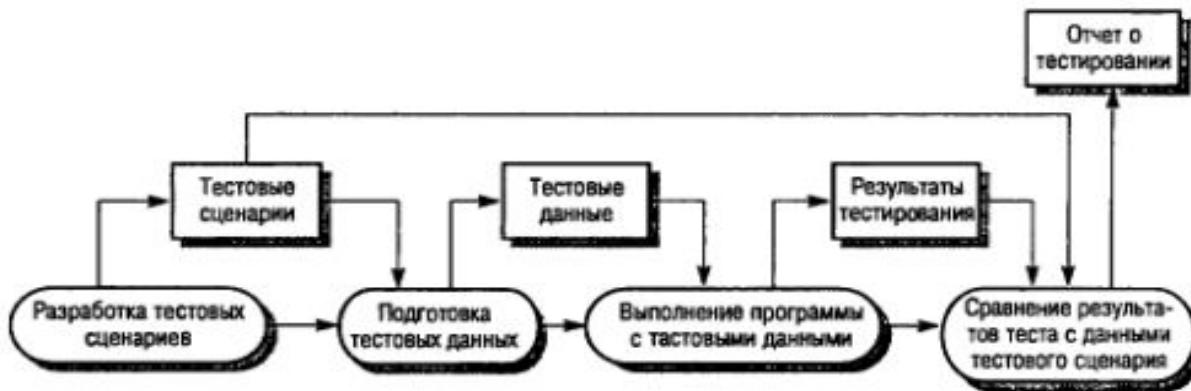 Отчет о
тестировании
Тестовые
сценарии
Тестовые
данные
Результаты
тестирования
Разработка тестовых
сценариев
Подготовка
тестовых данных
Выполнение программы
с тастовыми данными
Сравнение результа-
тов теста с данными
тестового сценария